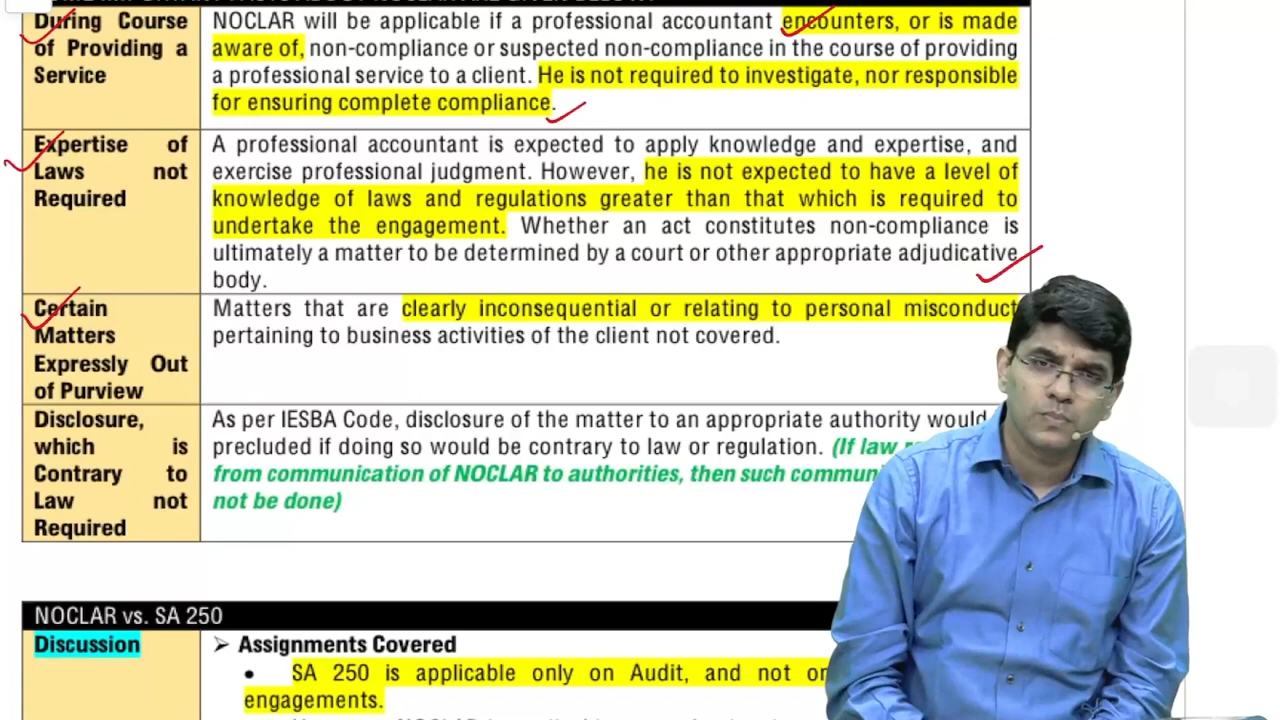 During Course
of Providing a
Service
NOCLAR will be applicable if a professional accountant encounters, or is made
aware of, non-compliance or suspected non-compliance in the course of providing
a professional service to a client. He is not required to investigate, nor responsible
for ensuring complete compliance.
Expertise of
Laws not
Required
A professional accountant is expected to apply knowledge and expertise, and
exercise professional judgment. However, he is not expected to have a level of
knowledge of laws and regulations greater than that which is required to
undertake the engagement. Whether an act constitutes non-compliance is
ultimately a matter to be determined by a court or other appropriate adjudicative
body.
Certain
Matters
Expressly Out
of Purview
Matters that are clearly inconsequential or relating to personal misconduct
pertaining to business activities of the client not covered.
Disclosure,
which is
Contrary to
Law not
Required
As per IESBA Code, disclosure of the matter to an appropriate authority would
precluded if doing so would be contrary to law or regulation. (If law
from communication of NOCLAR to authorities, then such
not be done)
NOCLAR vs. SA 250
Discussion
➢ Assignments Covered
• SA 250 is applicable only on Audit, and not
engagements.